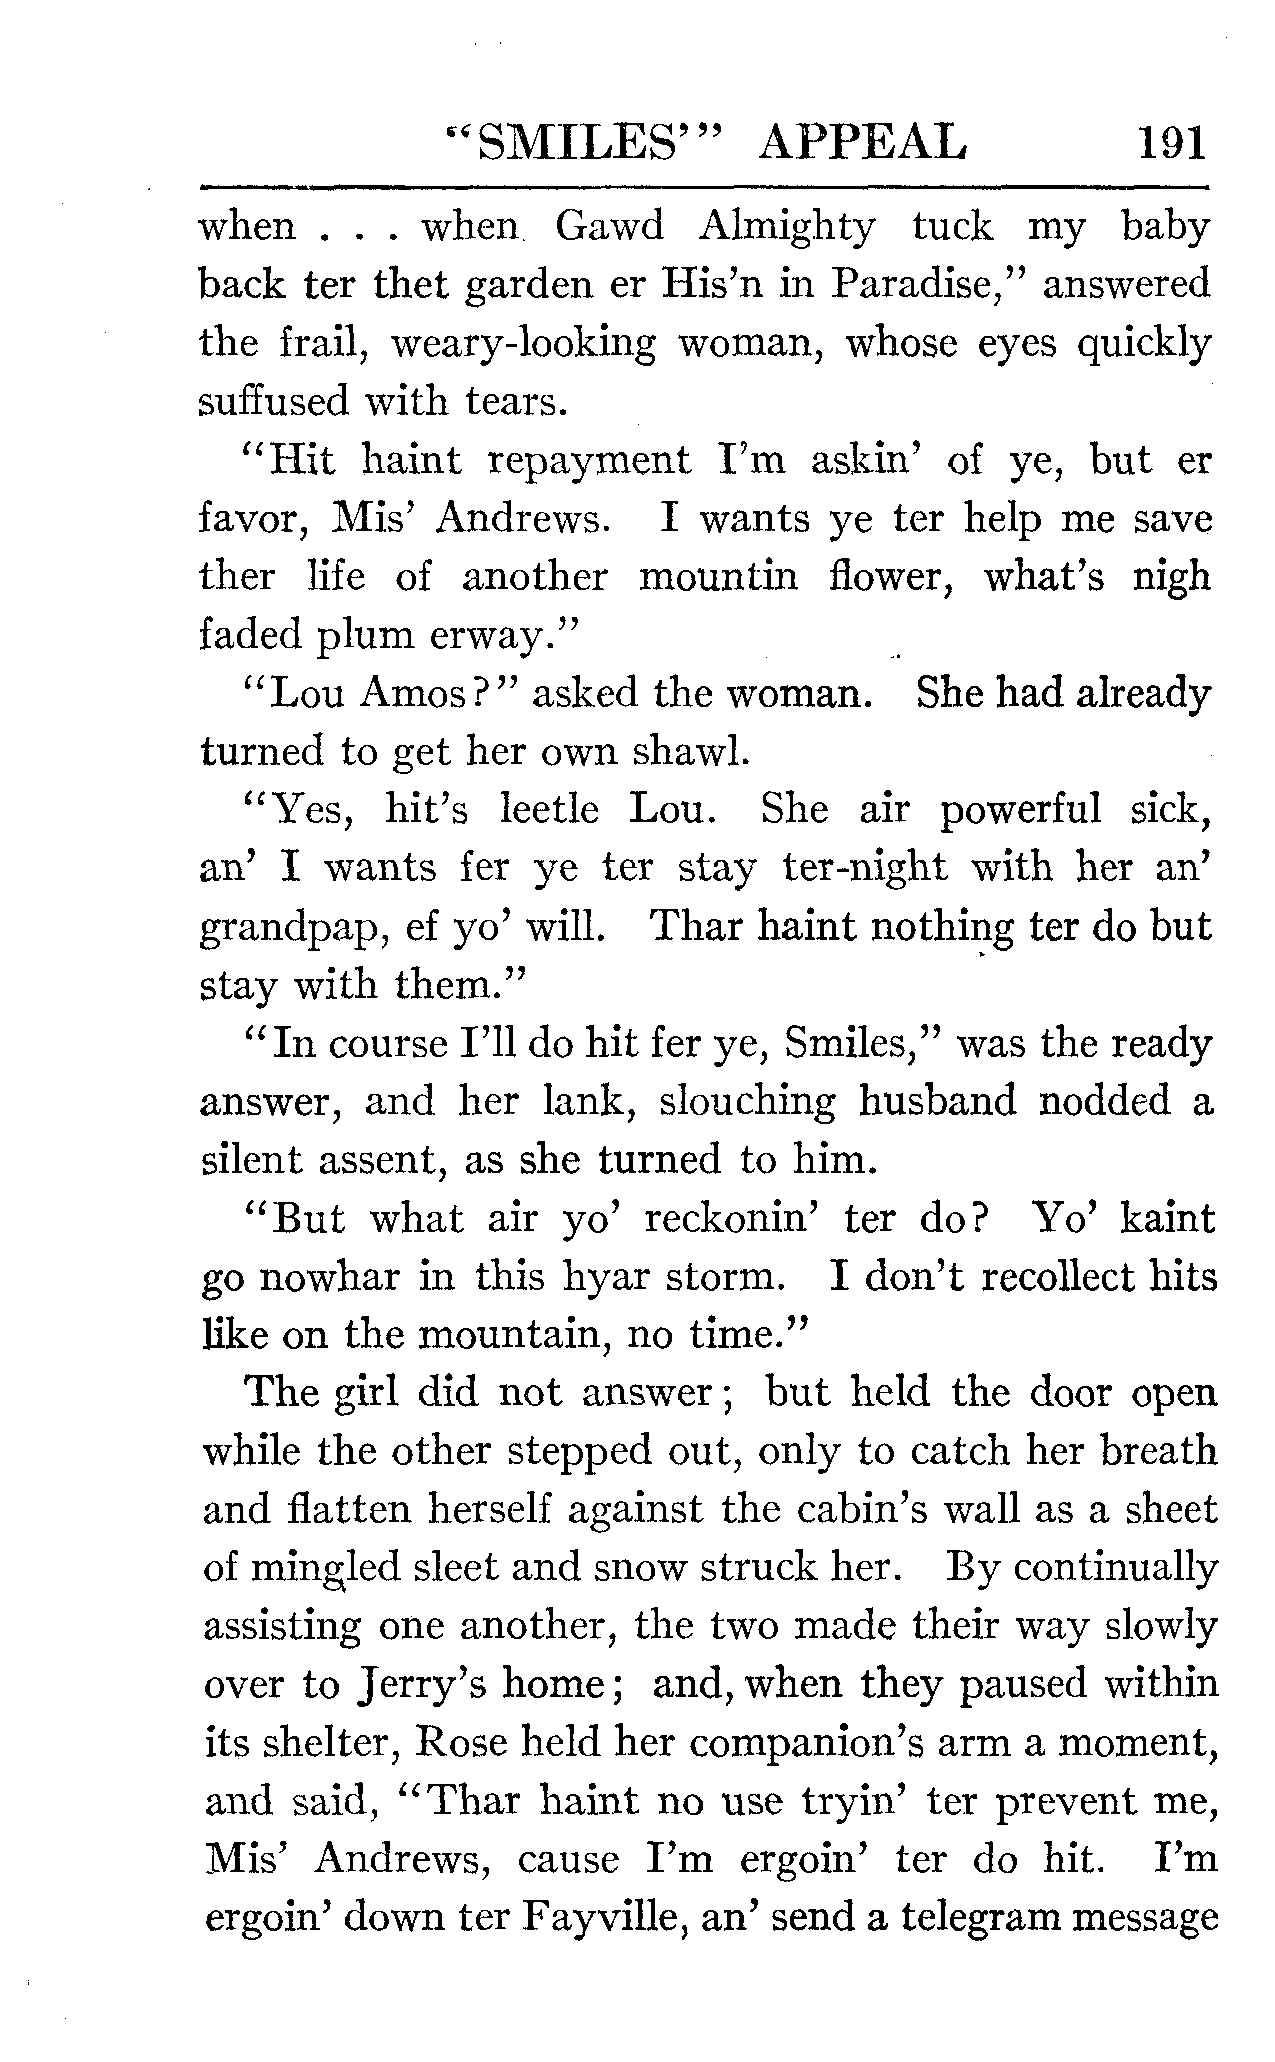 "SMILES'" APPEAL 191
when . . . when Gawd Almighty tuck my baby
back ter thet garden er His'n in Paradise," answered
the frail, weary-looking woman, whose eyes quickly
suffused with tears.
"Hit haint repayment I'm askin' of ye, but er
favor, Mis' Andrews. I wants ye ter help me save
ther life of another mountin flower, what's nigh
faded plum erway."
"Lou Amos?" asked the woman. She had already
turned to get her own shawl.
"Yes, hit's leetle Lou. She air powerful sick,
an' I wants fer ye ter stay ter-night with her an'
grandpap, ef yo' will. Thar haint nothing ter do but
stay with them."
"In course I'll do hit fer ye, Smiles," was the ready
answer, and her lank, slouching husband nodded a
silent assent, as she turned to him.
"But what air yo' reckonin' ter do? Yo' kaint
go nowhar in this hyar storm. I don't recollect hits
like on the mountain, no time."
The girl did not answer; but held the door open
while the other stepped out, only to catch her breath
and flatten herself against the cabin's wall as a sheet
of mingled sleet and snow struck her. By continually
assisting one another, the two made their way slowly
over to Jerry's home; and, when they paused within
its shelter, Rose held her companion's arm a moment,
and said, "Thar haint no use tryin' ter prevent me,
Mis' Andrews, cause I'm ergoin' ter do hit. I'm
ergoin' down ter Fayville, an' send a telegram message